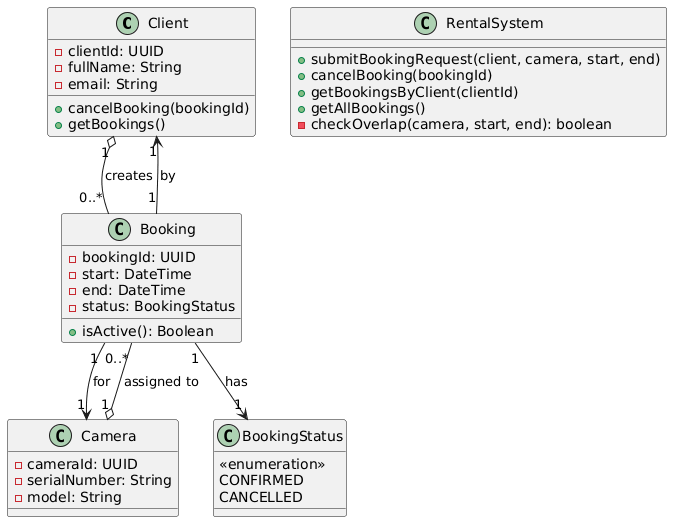 C Client
clientId: UUID
fullName: String
email: String
cancelBooking(bookingId)
getBookings()
C RentalSystem
submitBookingRequest(client, camera, start, end)
cancelBooking(bookingId)
getBookingsByClient(clientId)
getAllBookings()
checkOverlap(camera, start, end): boolean
1 1
creates by
0..* 1
C Booking
bookingId: UUID
start: DateTime
end: DateTime
status: BookingStatus
isActive(): Boolean
1 0..* 1
for assigned to has
1 1 1
C Camera
cameraId: UUID
serialNumber: String
model: String
C BookingStatus
«enumeration»
CONFIRMED
CANCELLED